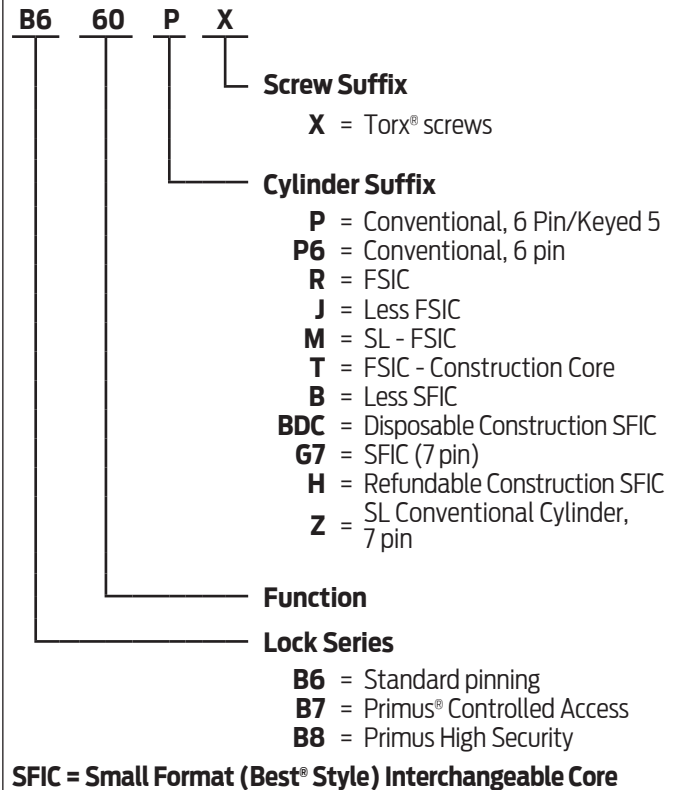 B6 60 P X
Screw Suffix
X = Torx® screws
Cylinder Suffix
P = Conventional, 6 Pin/Keyed 5
P6 = Conventional, 6 pin
R = FSIC
J = Less FSIC
M = SL - FSIC
T = FSIC - Construction Core
B = Less SFIC
BDC = Disposable Construction SFIC
G7 = SFIC (7 pin)
H = Refundable Construction SFIC
Z = SL Conventional Cylinder,
7 pin
Function
Lock Series
B6 = Standard pinning
B7 = Primus® Controlled Access
B8 = Primus High Security
SFIC = Small Format (Best® Style) Interchangeable Core